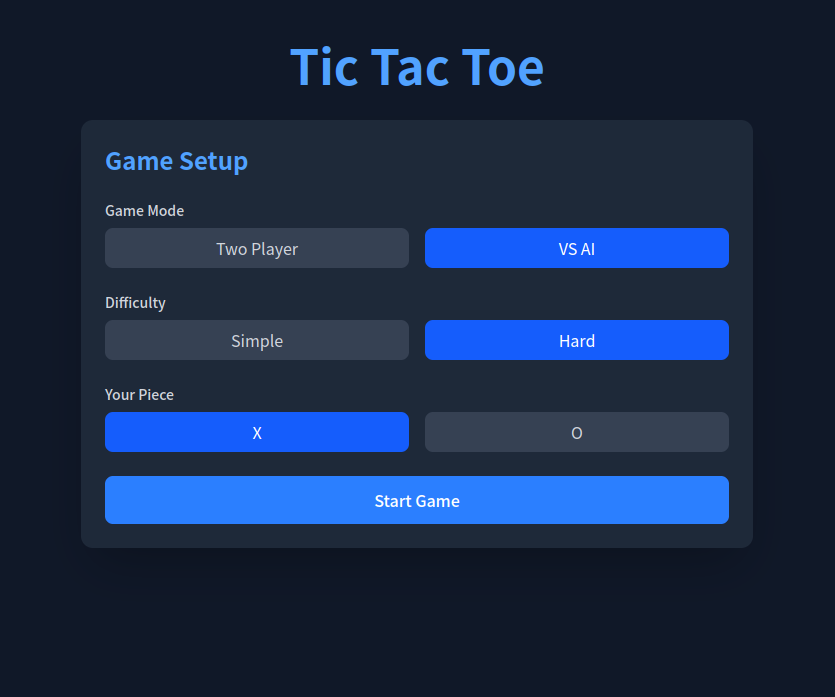 Tic Tac Toe
Game Setup
Game Mode
Two Player VS AI
Difficulty
Simple Hard
Your Piece
X O
Start Game